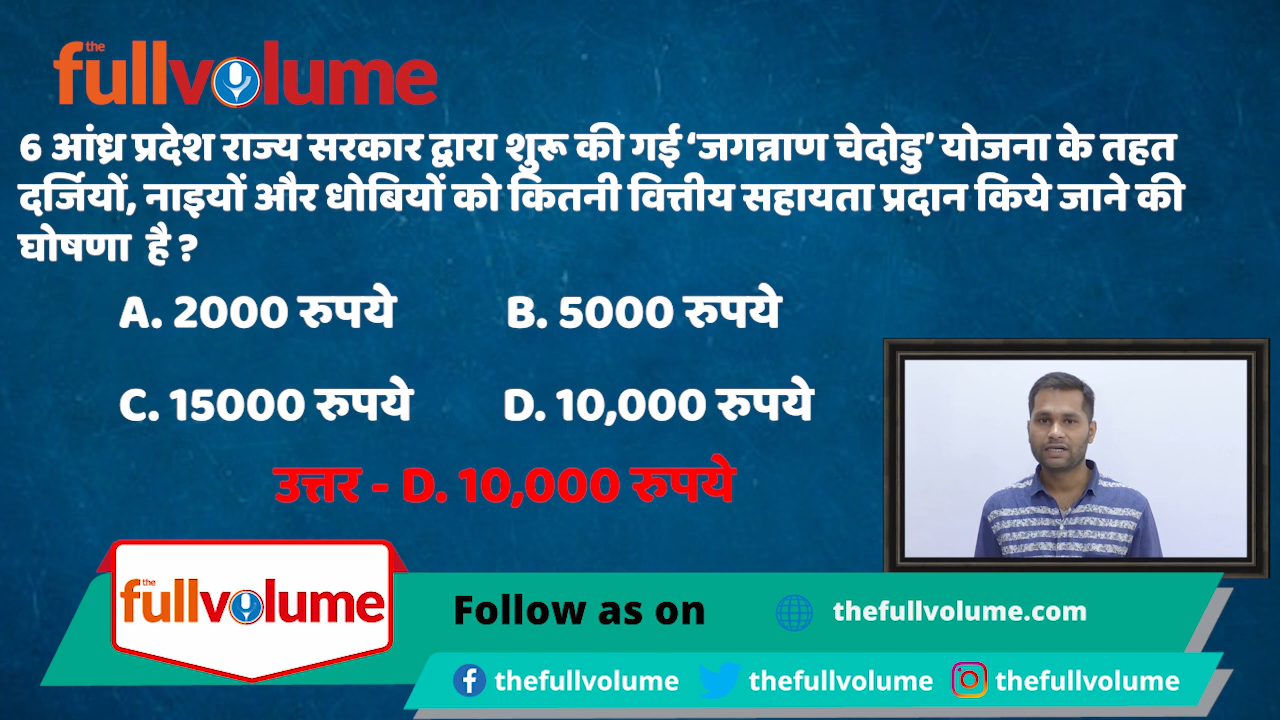 the
fullvolume
6 आंध्र प्रदेश राज्य सरकार द्वारा शुरू की गई ‘जगन्नाण चेदोडु’ योजना के तहत
दर्जियों, नाइयों और धोबियों को कितनी वित्तीय सहायता प्रदान किये जाने की
घोषणा है ?
A. 2000 रुपये B. 5000 रुपये
C. 15000 रुपये D. 10,000 रुपये
उत्तर - D. 10,000 रुपये
the
fullvolume
Follow as on thefullvolume.com
thefullvolume thefullvolume thefullvolume